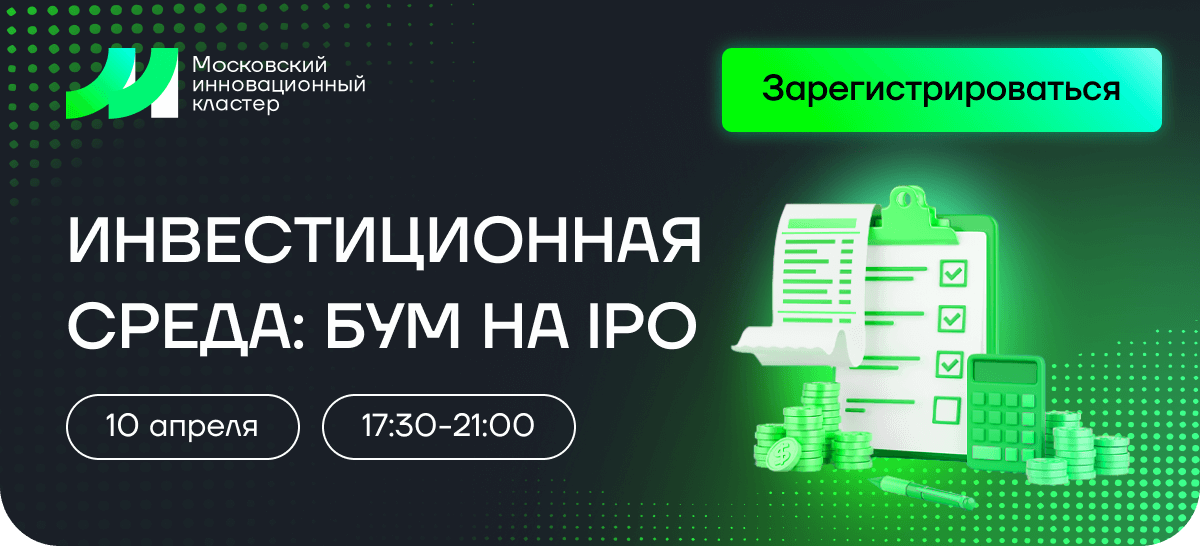 Московский
инновационный
кластер
Зарегистрироваться
ИНВЕСТИЦИОННАЯ
СРЕДА: БУМ НА IPO
10 апреля
17:30-21:00
$